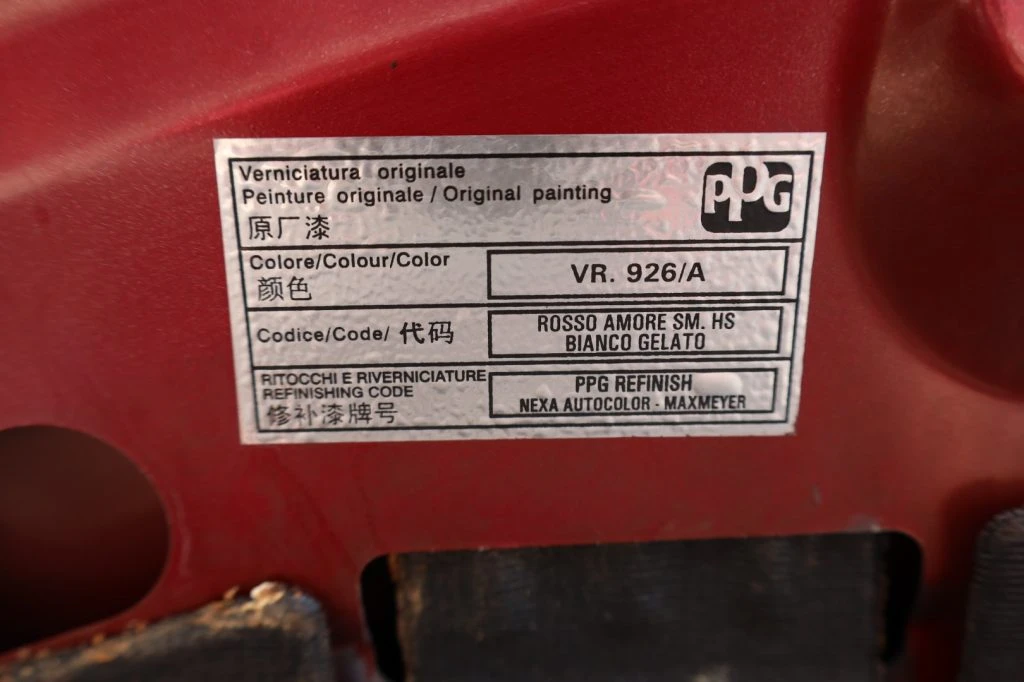 Verniciatura originale
Peinture originale / Original painting
原厂漆
PPG
Colore/Colour/Color
颜色
VR. 926/A
Codice/Code/ 代码
ROSSO AMORE SM. HS
BIANCO GELATO
RITOCCHI E RIVERNICIATURE
REFINISHING CODE
修补漆牌号
PPG REFINISH
NEXA AUTOCOLOR - MAXMEYER